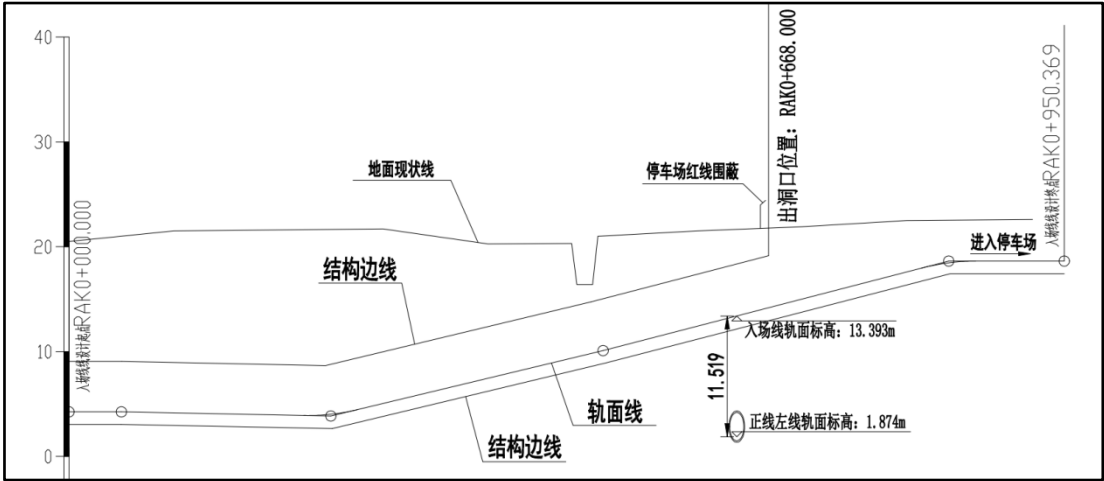 40
30
20
10
0
入场线线设计起点RAK0+000.000
地面现状线
结构边线
停车场红线围蔽
出洞口位置: RAK0+668.000
入场线线设计终点RAK0+950.369
进入停车场
入场线轨面标高: 13.393m
11.519
正线左线轨面标高: 1.874m
轨面线
结构边线